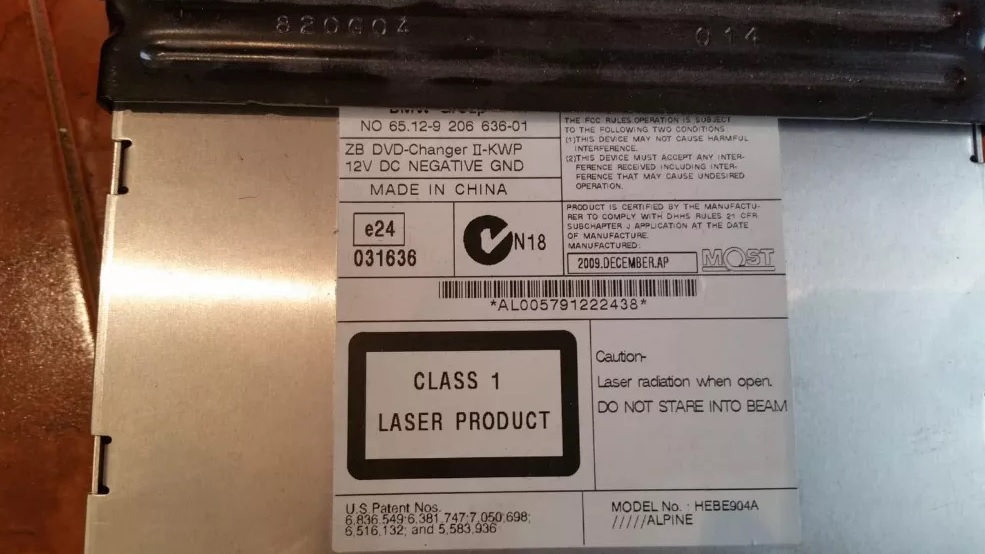 820G04
014
BMW Group
NO 65.12-9 206 636-01
ZB DVD-Changer II-KWP
12V DC NEGATIVE GND
MADE IN CHINA
THE FCC RULES.OPERATION IS SUBJECT
TO THE FOLLOWING TWO CONDITIONS
(1)THIS DEVICE MAY NOT CAUSE HARMFUL
INTERFERENCE.
(2)THIS DEVICE MUST ACCEPT ANY INTER-
FERENCE RECEIVED INCLUDING INTER-
FERENCE THAT MAY CAUSE UNDESIRED
OPERATION.
e24
031636
N18
PRODUCT IS CERTIFIED BY THE MANUFACTU-
RER TO COMPLY WITH DHHS RULES 21 CFR
SUBCHAPTER J APPLICATION AT THE DATE
OF MANUFACTURE.
MANUFACTURED:
2009.DECEMBER.AP
MOST
*AL005791222438*
CLASS 1
LASER PRODUCT
Caution-
Laser radiation when open.
DO NOT STARE INTO BEAM
U.S.Patent Nos.
6,836,549;6,381,747;7,050,698;
6,516,132; and 5,583,936
MODEL No. : HEBE904A
/////ALPINE